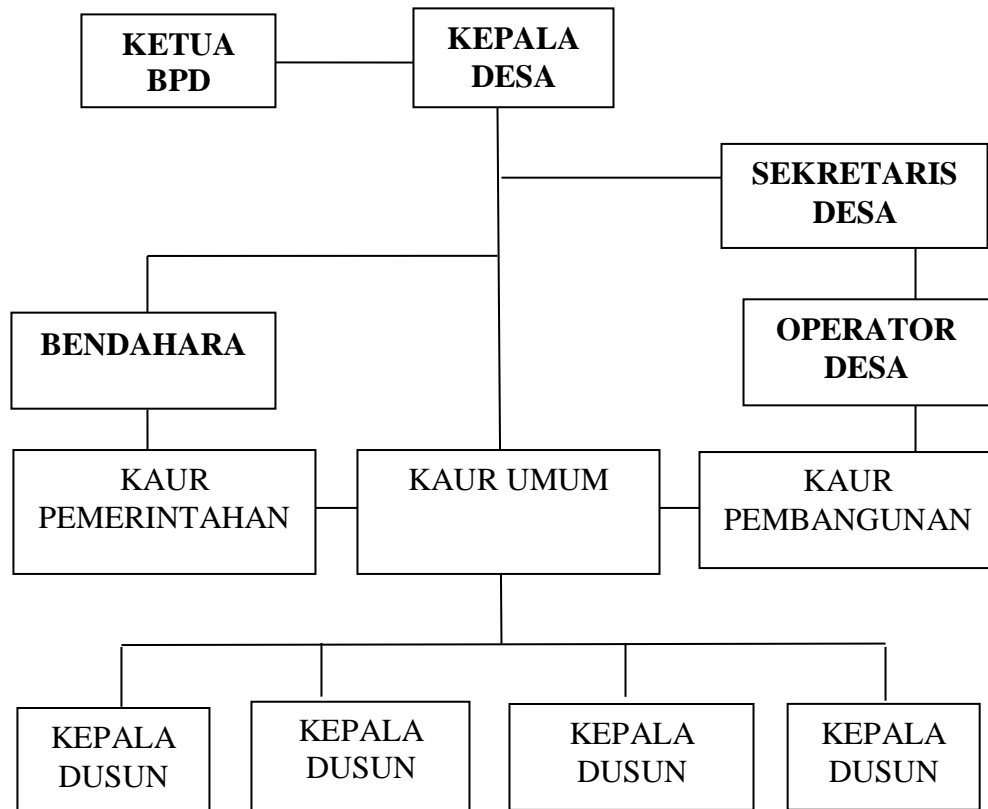 KETUA
BPD
KEPALA
DESA
SEKRETARIS
DESA
BENDAHARA
OPERATOR
DESA
KAUR
PEMERINTAHAN
KAUR UMUM
KAUR
PEMBANGUNAN
KEPALA
DUSUN
KEPALA
DUSUN
KEPALA
DUSUN
KEPALA
DUSUN